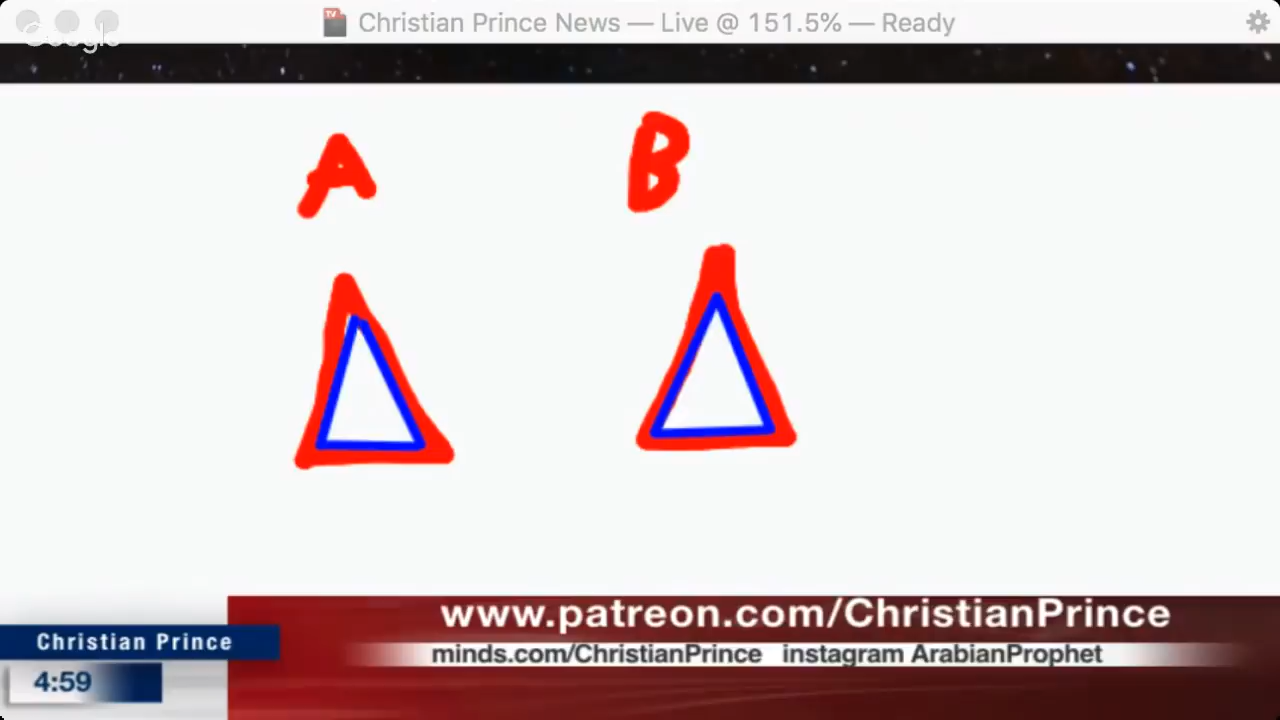 Christian Prince News — Live @ 151.5% — Ready
Google
A B
www.patreon.com/ChristianPrince
minds.com/ChristianPrince instagram ArabianProphet
Christian Prince
4:59